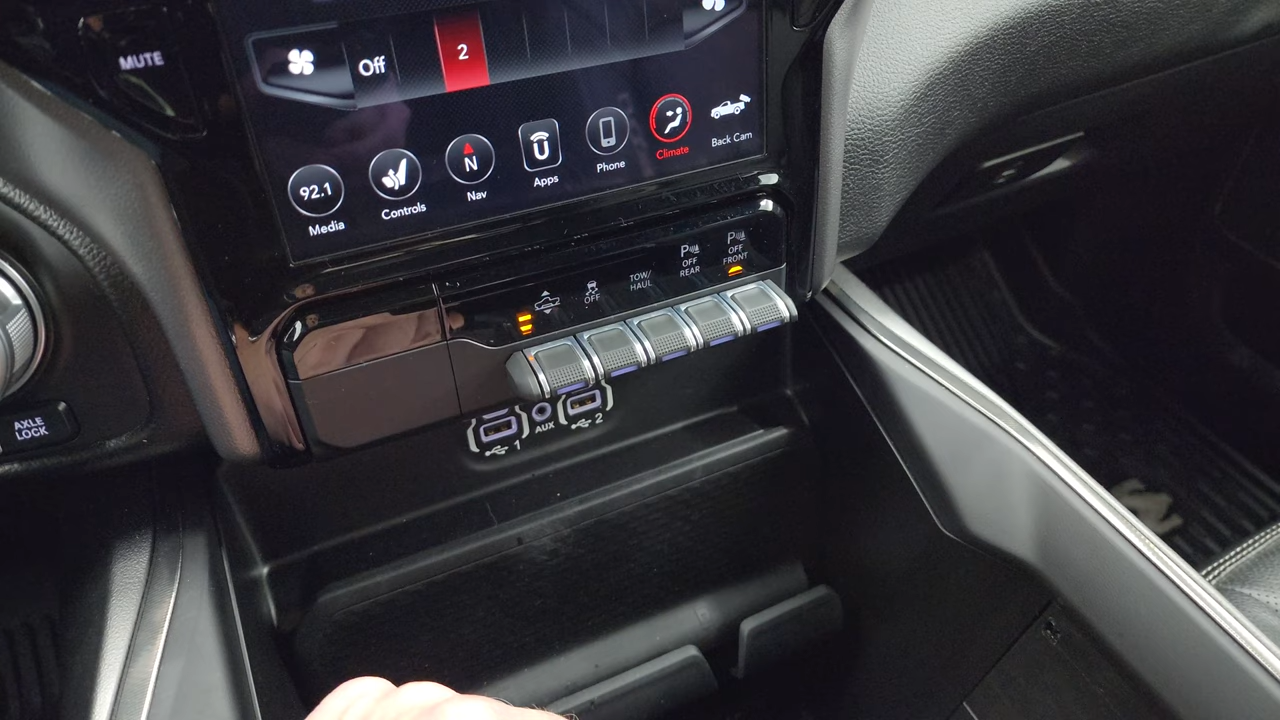 MUTE
Off
2
92.1
Media
Controls
N
Nav
Apps
Phone
Climate
Back Cam
OFF
TOW/
HAUL
P
OFF
REAR
P
OFF
FRONT
AXLE
LOCK
1
AUX
2